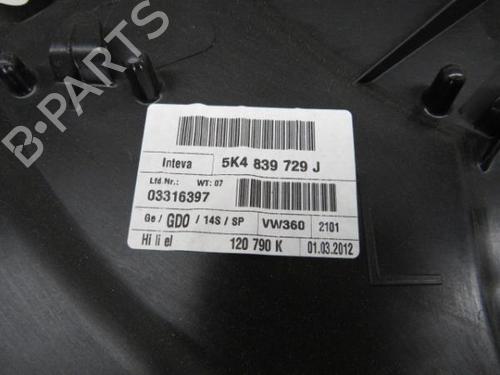 B-PARTS
Inteva 5K4 839 729 J
Lfd.Nr.: WT: 07
03316397
Ge / GDO / 14S / SP VW360 2101
Hi li el 120 790 K 01.03.2012
L